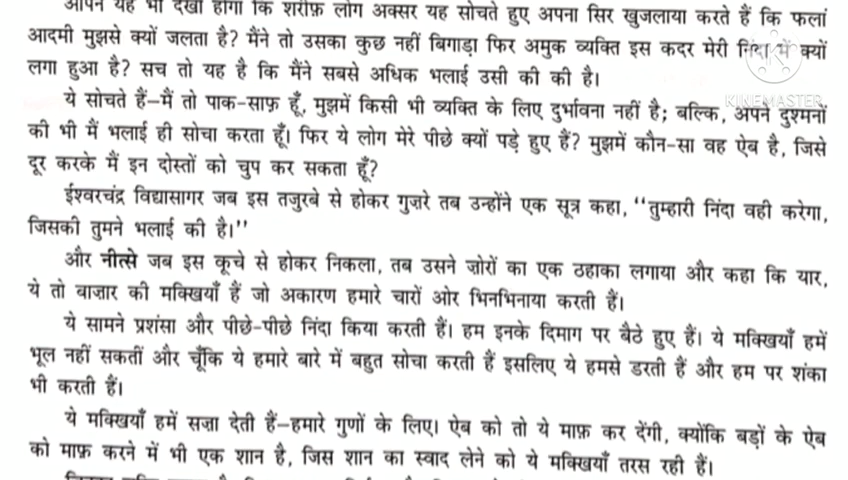 आपने यह भी देखा होगा कि शरीफ़ लोग अक्सर यह सोचते हुए अपना सिर खुजलाया करते हैं कि फलां
आदमी मुझसे क्यों जलता है? मैंने तो उसका कुछ नहीं बिगाड़ा फिर अमुक व्यक्ति इस कदर मेरी निंदा में क्यों
लगा हुआ है? सच तो यह है कि मैंने सबसे अधिक भलाई उसी की की है।
KINEMASTER
ये सोचते हैं–मैं तो पाक-साफ़ हूँ, मुझमें किसी भी व्यक्ति के लिए दुर्भावना नहीं है; बल्कि, अपने दुश्मनों
की भी मैं भलाई ही सोचा करता हूँ। फिर ये लोग मेरे पीछे क्यों पड़े हुए हैं? मुझमें कौन-सा वह ऐब है, जिसे
दूर करके मैं इन दोस्तों को चुप कर सकता हूँ?
ईश्वरचंद्र विद्यासागर जब इस तजुरबे से होकर गुज़रे तब उन्होंने एक सूत्र कहा, ‘‘तुम्हारी निंदा वही करेगा,
जिसकी तुमने भलाई की है।’’
और नीत्से जब इस कूचे से होकर निकला, तब उसने ज़ोरों का एक ठहाका लगाया और कहा कि यार,
ये तो बाज़ार की मक्खियाँ हैं जो अकारण हमारे चारों ओर भिनभिनाया करती हैं।
ये सामने प्रशंसा और पीछे-पीछे निंदा किया करती हैं। हम इनके दिमाग पर बैठे हुए हैं। ये मक्खियाँ हमें
भूल नहीं सकतीं और चूँकि ये हमारे बारे में बहुत सोचा करती हैं इसलिए ये हमसे डरती हैं और हम पर शंका
भी करती हैं।
ये मक्खियाँ हमें सज़ा देती हैं–हमारे गुणों के लिए। ऐब को तो ये माफ़ कर देंगी, क्योंकि बड़ों के ऐब
को माफ़ करने में भी एक शान है, जिस शान का स्वाद लेने को ये मक्खियाँ तरस रही हैं।